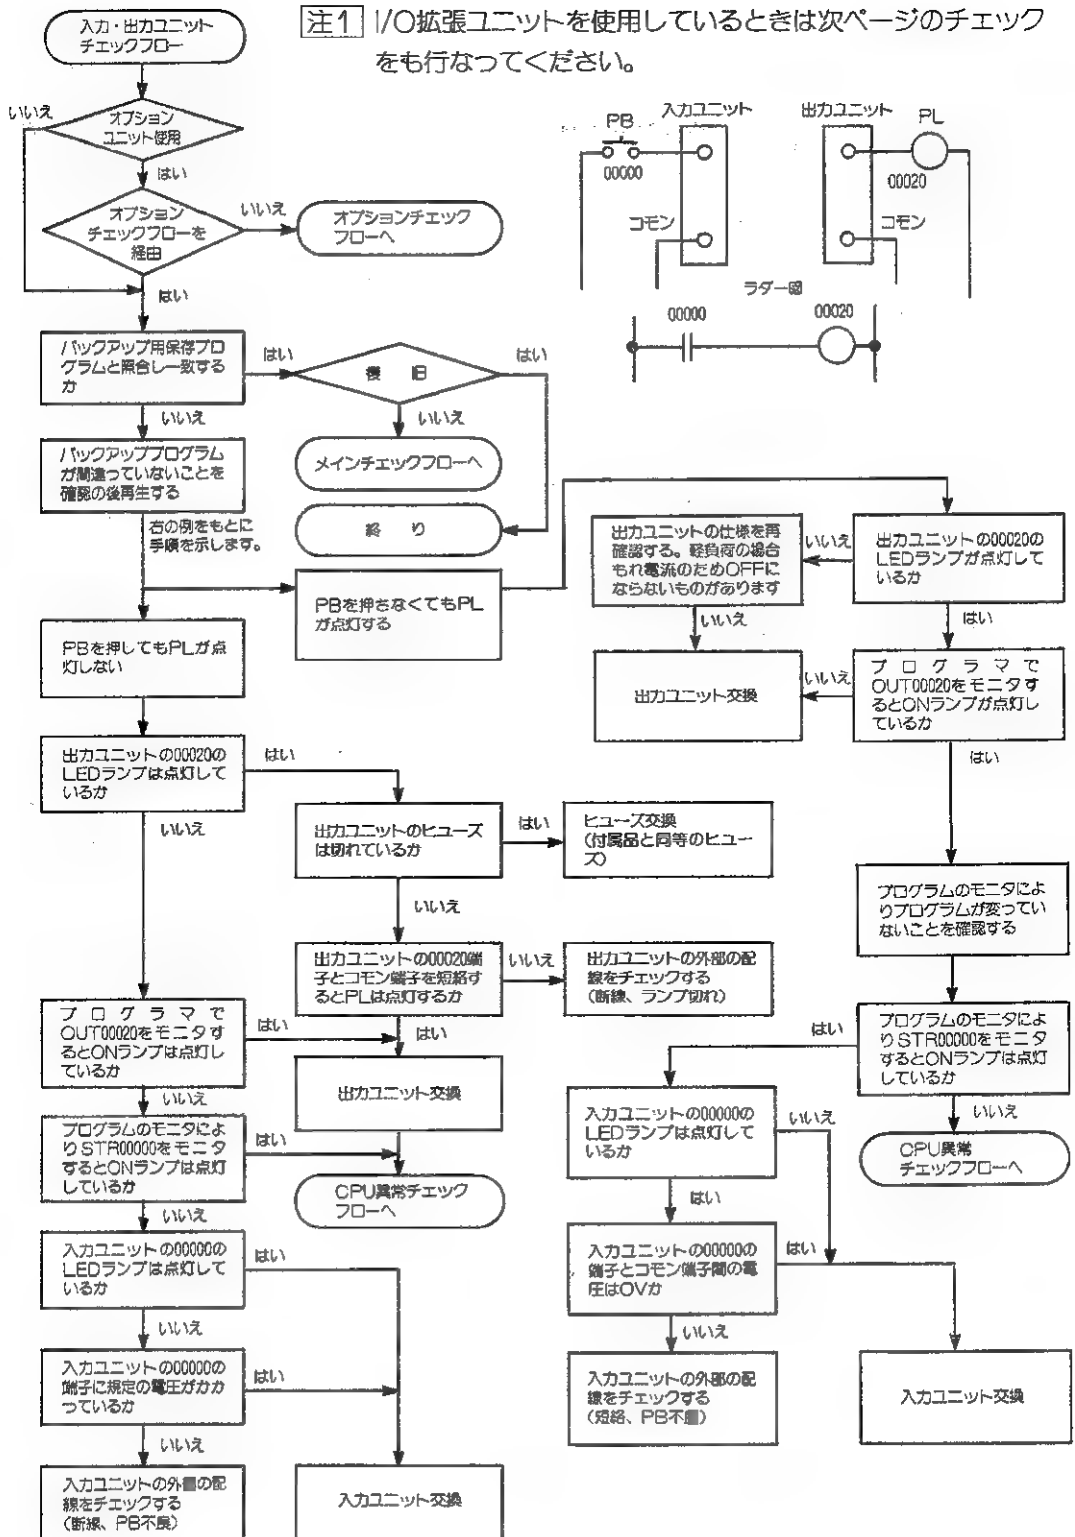 入力・出力ユニット
チェックフロー
注1 I/O拡張ユニットを使用しているときは次ページのチェック
をも行なってください。
いいえ
オプション
ユニット使用
はい
オプション
チェックフローを
経由
いいえ
オプションチェック
フローへ
はい
PB
入力ユニット
出力ユニット
PL
00000
00020
コモン
コモン
ラダー図
00000
00020
バックアップ用保存プロ
グラムと照合し一致する
か
はい
復旧
はい
いいえ
いいえ
メインチェックフローへ
バックアッププログラム
が間違っていないことを
確認の後再生する
終り
右の例をもとに
手順を示します。
PBを押さなくてもPL
が点灯する
出力ユニットの仕様を再
確認する。軽負荷の場合
もれ電流のためOFFに
ならないものがあります
いいえ
出力ユニットの00020の
LEDランプが点灯して
いるか
いいえ
はい
PBを押してもPLが点
灯しない
出力ユニット交換
いいえ
プログラマで
OUT00020をモニタす
るとONランプが点灯し
ているか
はい
出力ユニットの00020の
LEDランプは点灯して
いるか
はい
いいえ
出力ユニットのヒューズ
は切れているか
はい
ヒューズ交換
(付属品と同等のヒュー
ズ)
いいえ
プログラムのモニタによ
りプログラムが変ってい
ないことを確認する
出力ユニットの00020端
子とコモン端子を短絡す
るとPLは点灯するか
いいえ
出力ユニットの外部の配
線をチェックする
(断線、ランプ切れ)
はい
プログラマで
OUT00020をモニタす
るとONランプは点灯し
ているか
はい
いいえ
出力ユニット交換
はい
プログラムのモニタによ
りSTR00000をモニタ
するとONランプは点灯
しているか
いいえ
CPU異常
チェックフローへ
プログラムのモニタによ
りSTR00000をモニタ
するとONランプは点灯
しているか
はい
いいえ
CPU異常チェック
フローへ
入力ユニットの00000の
LEDランプは点灯して
いるか
いいえ
はい
入力ユニットの00000の
LEDランプは点灯して
いるか
はい
いいえ
入力ユニットの00000の
端子とコモン端子間の電
圧は0Vか
はい
いいえ
入力ユニットの00000の
端子に規定の電圧がかか
っているか
はい
いいえ
入力ユニットの外部の配
線をチェックする
(短絡、PB不良)
入力ユニット交換
入力ユニットの外部の配
線をチェックする
(断線、PB不良)
入力ユニット交換